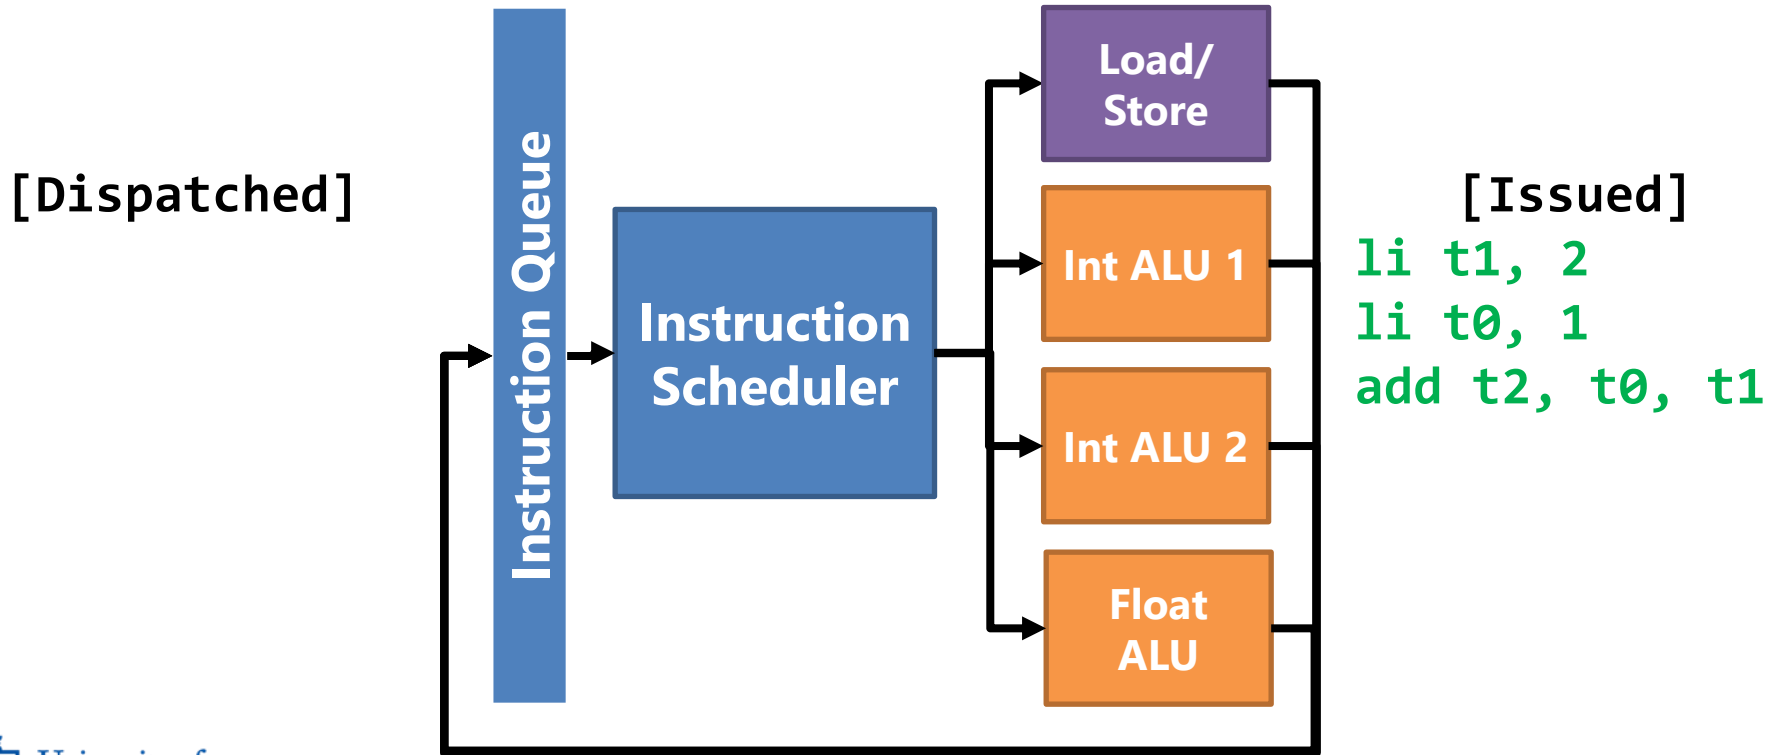 [Dispatched]
Instruction Queue
Instruction
Scheduler
Load/
Store
Int ALU 1
Int ALU 2
Float
ALU
[Issued]
li t1, 2
li t0, 1
add t2, t0, t1